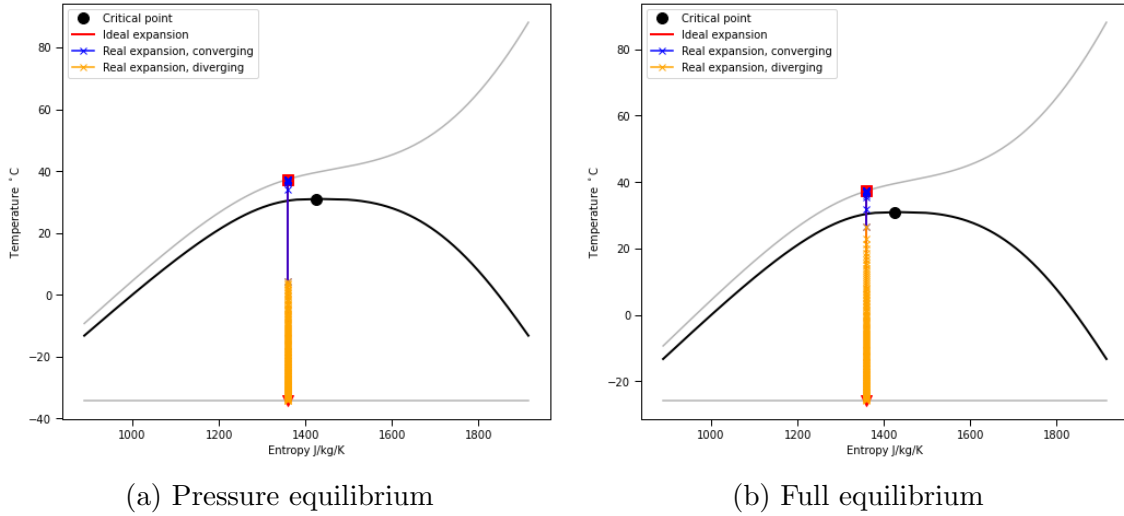 Critical point
Ideal expansion
Real expansion, converging
Real expansion, diverging
Temperature °C
80
60
40
20
0
−20
−40
1000
1200
1400
1600
1800
Entropy J/kg/K
(a) Pressure equilibrium
Critical point
Ideal expansion
Real expansion, converging
Real expansion, diverging
Temperature °C
80
60
40
20
0
−20
1000
1200
1400
1600
1800
Entropy J/kg/K
(b) Full equilibrium